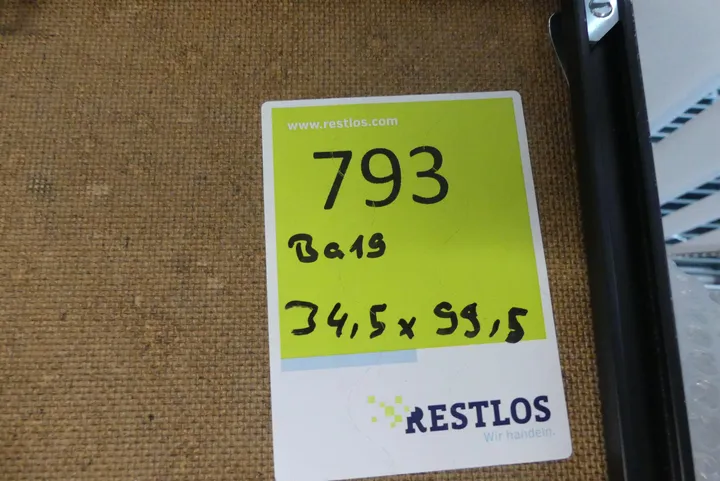 www.restlos.com
793
Ba19
34,5 x 99,5
RESTLOS
Wir handeln.